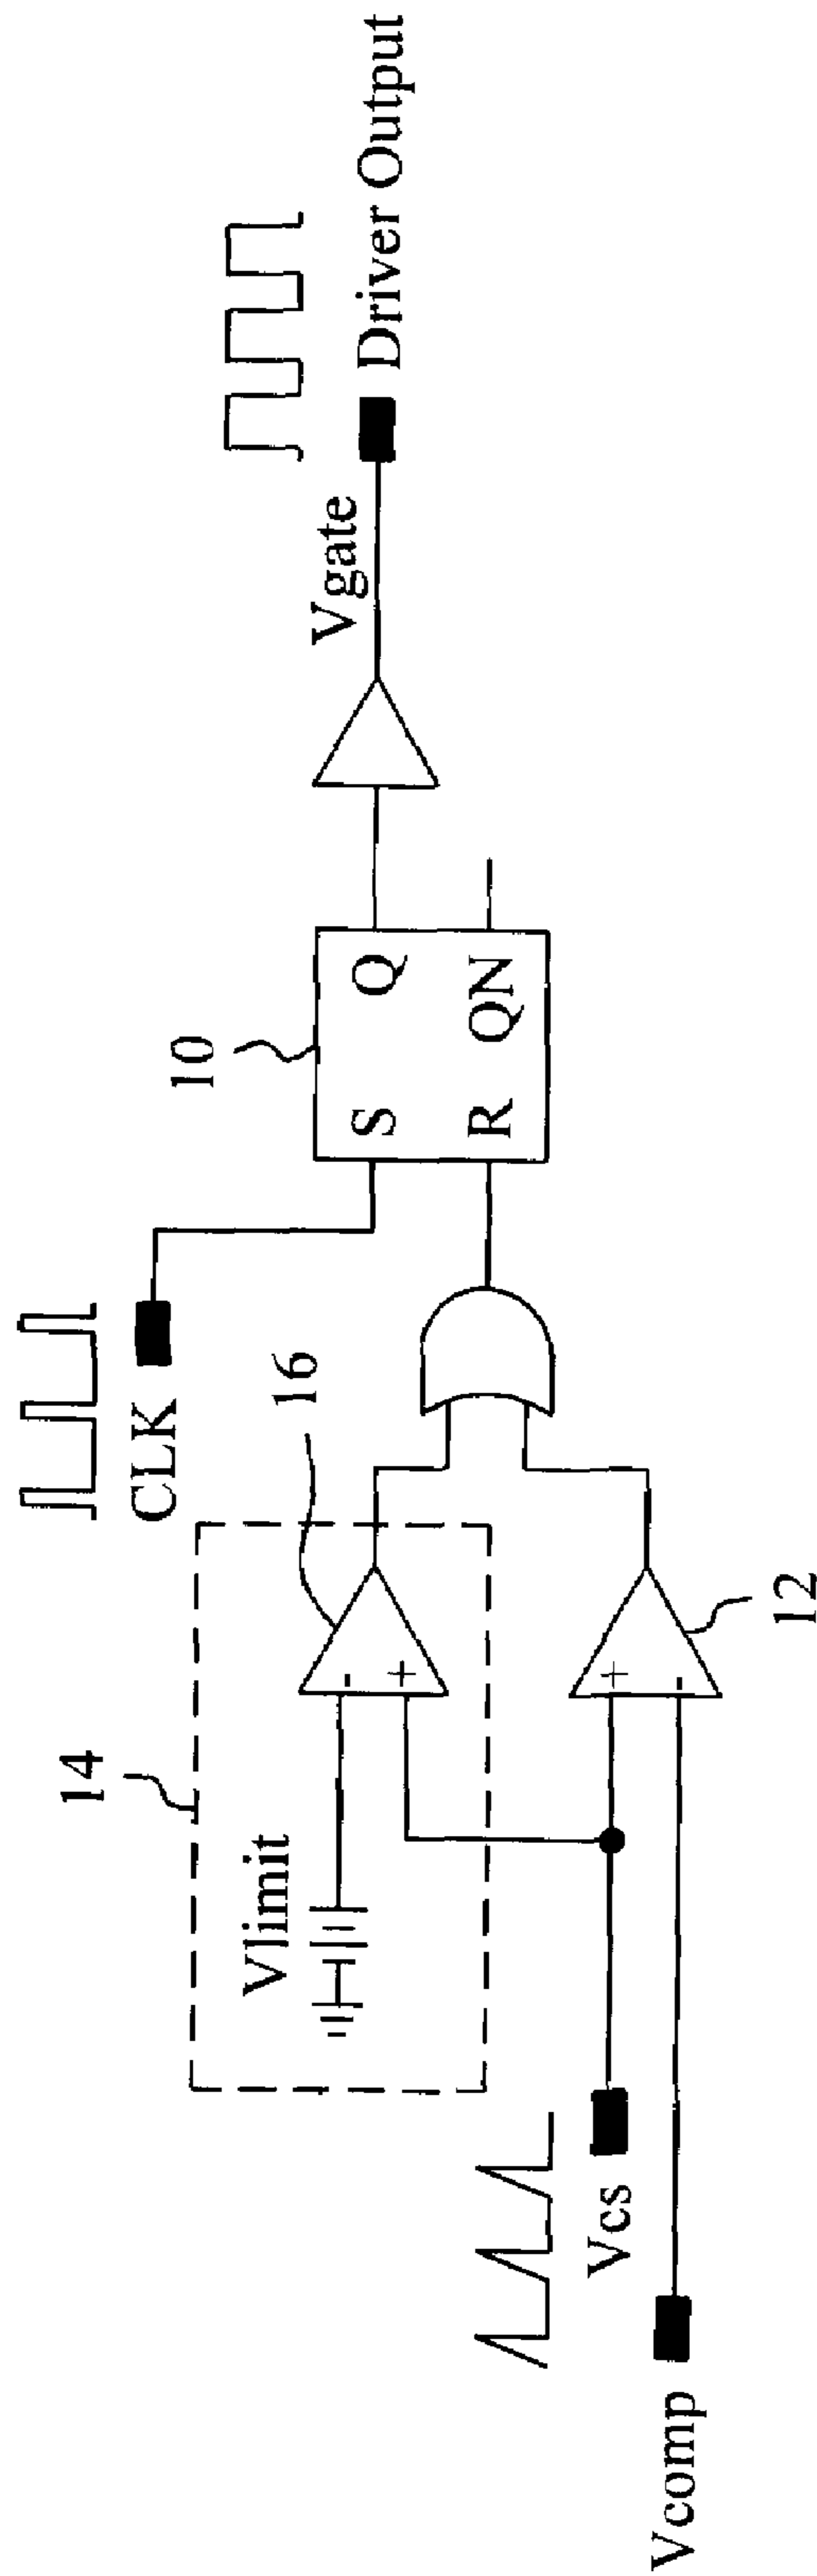 CLK
10
S
Q
R
QN
Vgate
Driver Output
14
Vlimit
16
-
+
+
-
12
Vcs
Vcomp